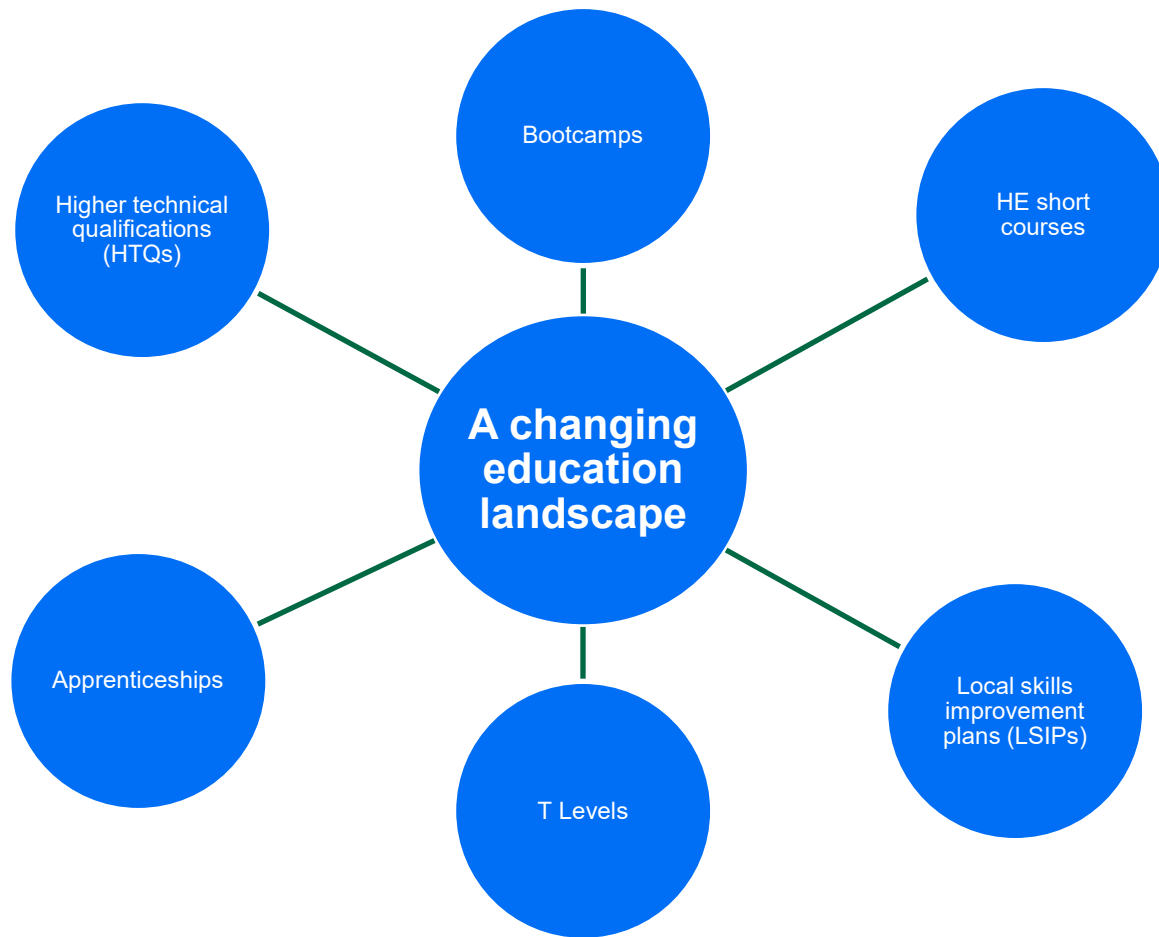 Bootcamps
HE short
courses
Higher technical
qualifications
(HTQs)
A changing
education
landscape
Apprenticeships
Local skills
improvement
plans (LSIPs)
T Levels